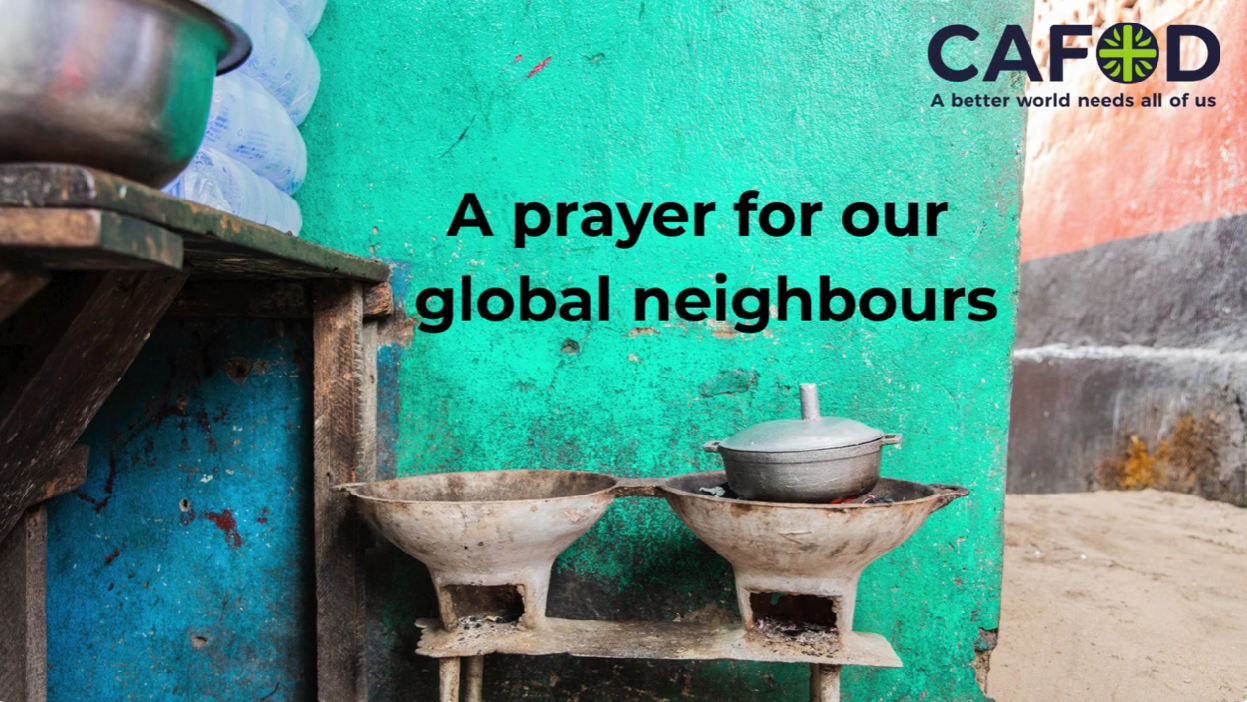 CAFOD
A better world needs all of us
A prayer for our
global neighbours